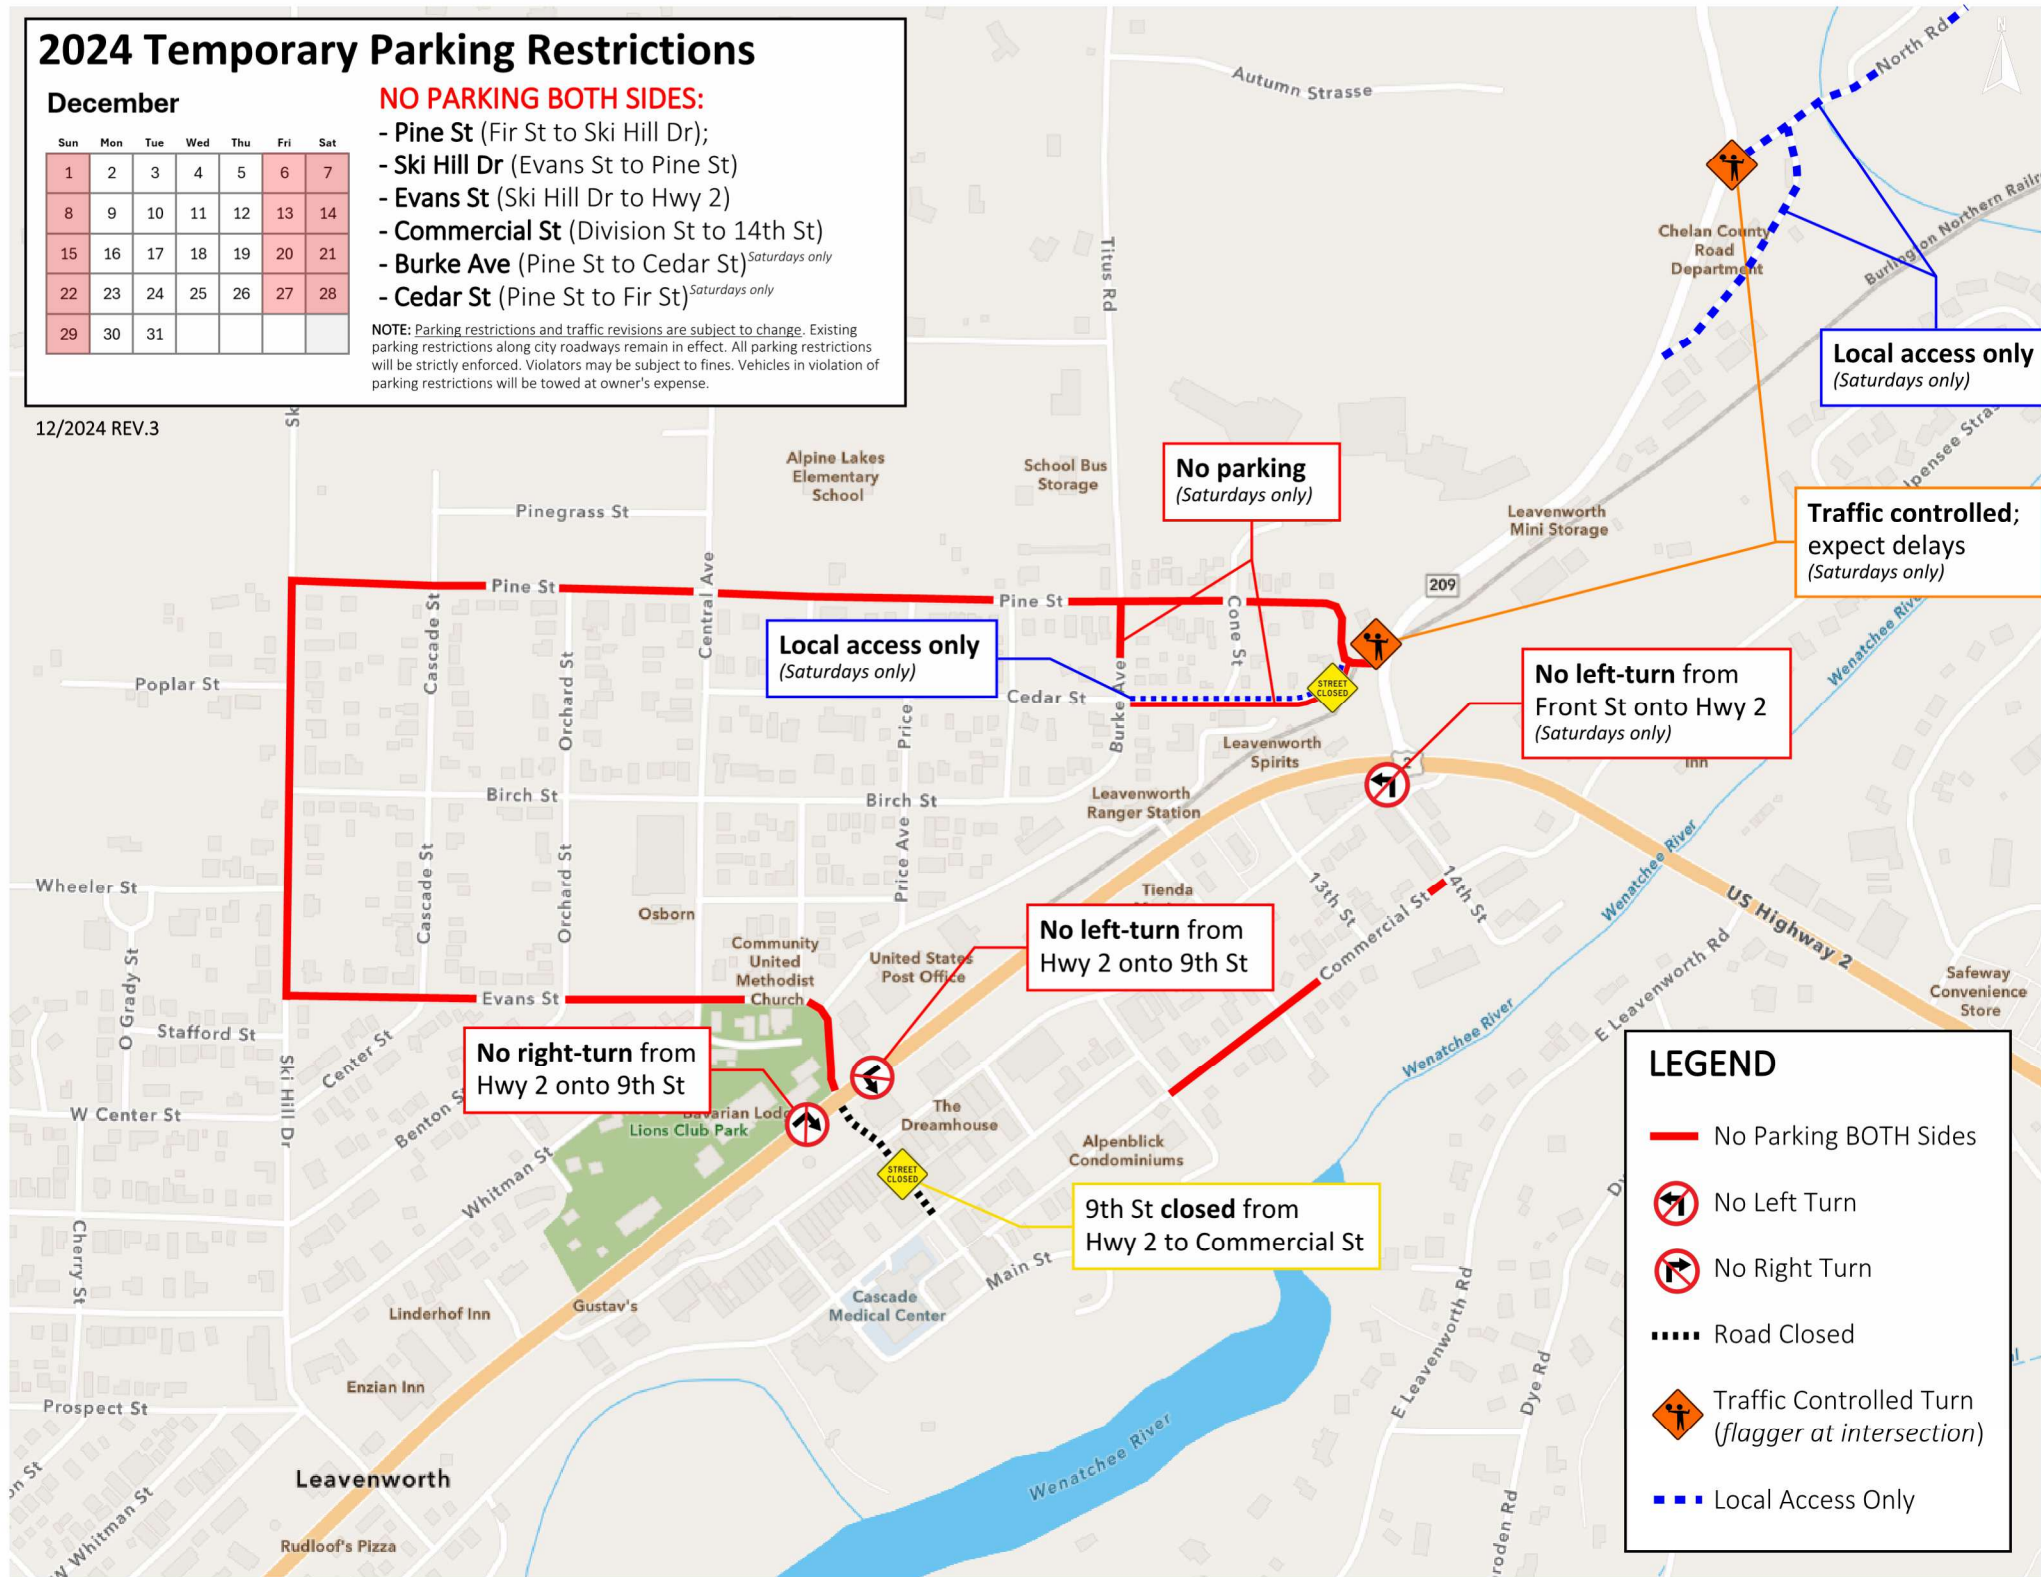 2024 Temporary Parking Restrictions
December
Sun Mon Tue Wed Thu Fri Sat
1 2 3 4 5 6 7
8 9 10 11 12 13 14
15 16 17 18 19 20 21
22 23 24 25 26 27 28
29 30 31
NO PARKING BOTH SIDES:
- Pine St (Fir St to Ski Hill Dr);
- Ski Hill Dr (Evans St to Pine St)
- Evans St (Ski Hill Dr to Hwy 2)
- Commercial St (Division St to 14th St)
- Burke Ave (Pine St to Cedar St) Saturdays only
- Cedar St (Pine St to Fir St) Saturdays only
NOTE: Parking restrictions and traffic revisions are subject to change. Existing
parking restrictions along city roadways remain in effect. All parking restrictions
will be strictly enforced. Violators may be subject to fines. Vehicles in violation of
parking restrictions will be towed at owner's expense.
12/2024 REV.3
N
North Rd
Autumn Strasse
Titus Rd
Chelan County
Road
Department
Burlington Northern Railr
Local access only
(Saturdays only)
Sk
Alpine Lakes
Elementary
School
School Bus
Storage
No parking
(Saturdays only)
Leavenworth
Mini Storage
lpensee Stras
Traffic controlled;
expect delays
(Saturdays only)
Pinegrass St
209
Pine St
Pine St
Cascade St
Central Ave
Cone St
Orchard St
Price
Burke Ave
Wenatchee Rive
Local access only
(Saturdays only)
Poplar St
Cedar St
STREET
CLOSED
No left-turn from
Front St onto Hwy 2
(Saturdays only)
Inn
2
Leavenworth
Spirits
Birch St
Birch St
Leavenworth
Ranger Station
Price Ave
Cascade St
Orchard St
Wheeler St
Osborn
Tienda
13th St
14th St
Commercial St
Wenatchee River
US Highway 2
No left-turn from
Hwy 2 onto 9th St
Community
United
Methodist
Church
United States
Post Office
O Grady St
Evans St
Stafford St
Center St
Ski Hill Dr
E Leavenworth Rd
Safeway
Convenience
Store
Wenatchee River
No right-turn from
Hwy 2 onto 9th St
W Center St
Benton S
Bavarian Lodg
Lions Club Park
The
Dreamhouse
Alpenblick
Condominiums
Whitman St
STREET
CLOSED
9th St closed from
Hwy 2 to Commercial St
Cherry St
Main St
Cascade
Medical Center
Linderhof Inn
Gustav's
Enzian Inn
Prospect St
E Leavenworth Rd
Dye Rd
Dy
Wenatchee River
Leavenworth
on St
W Whitman St
Rudloof's Pizza
roden Rd
LEGEND
No Parking BOTH Sides
No Left Turn
No Right Turn
Road Closed
Traffic Controlled Turn
(flagger at intersection)
Local Access Only